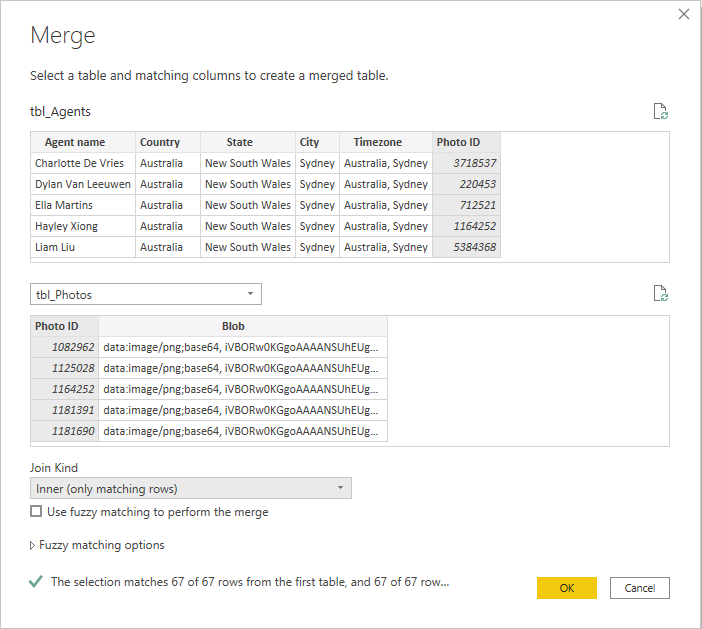 Merge
Select a table and matching columns to create a merged table.
tbl_Agents
Agent name Country State City Timezone Photo ID
Charlotte De Vries Australia New South Wales Sydney Australia, Sydney 3718537
Dylan Van Leeuwen Australia New South Wales Sydney Australia, Sydney 220453
Ella Martins Australia New South Wales Sydney Australia, Sydney 712521
Hayley Xiong Australia New South Wales Sydney Australia, Sydney 1164252
Liam Liu Australia New South Wales Sydney Australia, Sydney 5384368
tbl_Photos
Photo ID Blob
1082962 data:image/png;base64, iVBORw0KGgoAAAANSUhEUg...
1125028 data:image/png;base64, iVBORw0KGgoAAAANSUhEUg...
1164252 data:image/png;base64, iVBORw0KGgoAAAANSUhEUg...
1181391 data:image/png;base64, iVBORw0KGgoAAAANSUhEUg...
1181690 data:image/png;base64, iVBORw0KGgoAAAANSUhEUg...
Join Kind
Inner (only matching rows)
Use fuzzy matching to perform the merge
Fuzzy matching options
The selection matches 67 of 67 rows from the first table, and 67 of 67 row...
OK Cancel